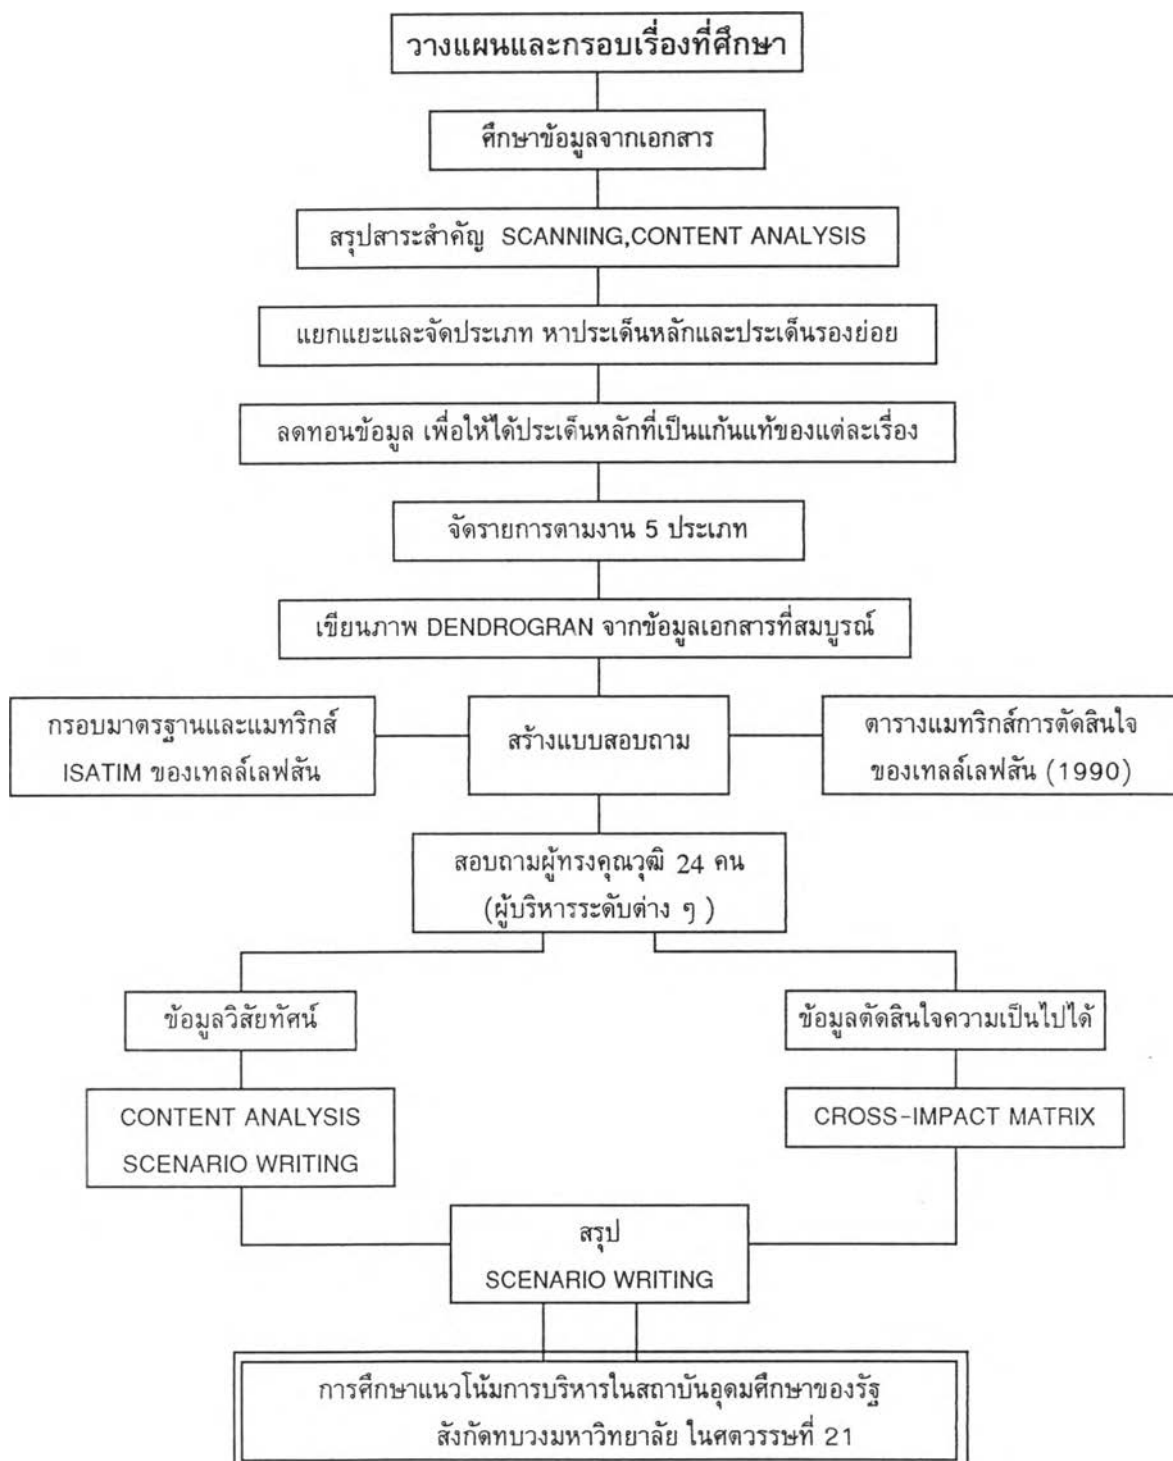 วางแผนและกรอบเรื่องที่ศึกษา
ศึกษาข้อมูลจากเอกสาร
สรุปสาระสำคัญ SCANNING,CONTENT ANALYSIS
แยกแยะและจัดประเภท หาประเด็นหลักและประเด็นรองย่อย
ลดทอนข้อมูล เพื่อให้ได้ประเด็นหลักที่เป็นแก้นแท้ของแต่ละเรื่อง
จัดรายการตามงาน 5 ประเภท
เขียนภาพ DENDROGRAN จากข้อมูลเอกสารที่สมบูรณ์
กรอบมาตรฐานและแมทริกส์
ISATIM ของเทลล์เลฟสัน
สร้างแบบสอบถาม
ตารางแมทริกส์การตัดสินใจ
ของเทลล์เลฟสัน (1990)
สอบถามผู้ทรงคุณวุฒิ 24 คน
(ผู้บริหารระดับต่าง ๆ )
ข้อมูลวิสัยทัศน์
ข้อมูลตัดสินใจความเป็นไปได้
CONTENT ANALYSIS
SCENARIO WRITING
CROSS-IMPACT MATRIX
สรุป
SCENARIO WRITING
การศึกษาแนวโน้มการบริหารในสถาบันอุดมศึกษาของรัฐ
สังกัดทบวงมหาวิทยาลัย ในศตวรรษที่ 21